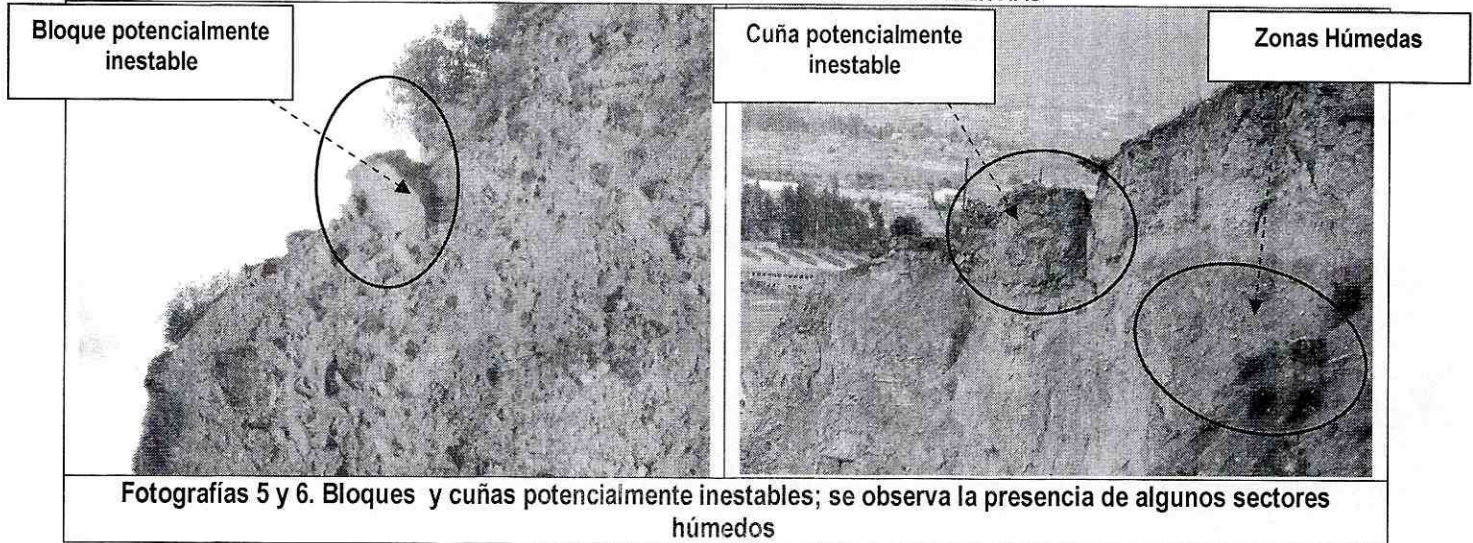 Bloque potencialmente
inestable
Cuña potencialmente
inestable
Zonas Húmedas
Fotografías 5 y 6. Bloques y cuñas potencialmente inestables; se observa la presencia de algunos sectores
húmedos